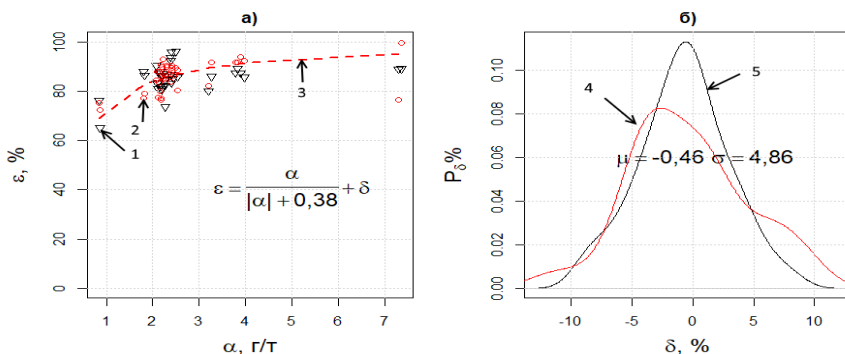 а)
ε, %
100
80
60
40
20
0
1
2
3
ε = α / (|α| + 0,38) + δ
1 2 3 4 5 6 7
α, г/т
б)
Pδ%
0.10
0.08
0.06
0.04
0.02
0.00
4
5
μ = -0,46 σ = 4,86
-10 -5 0 5 10
δ, %